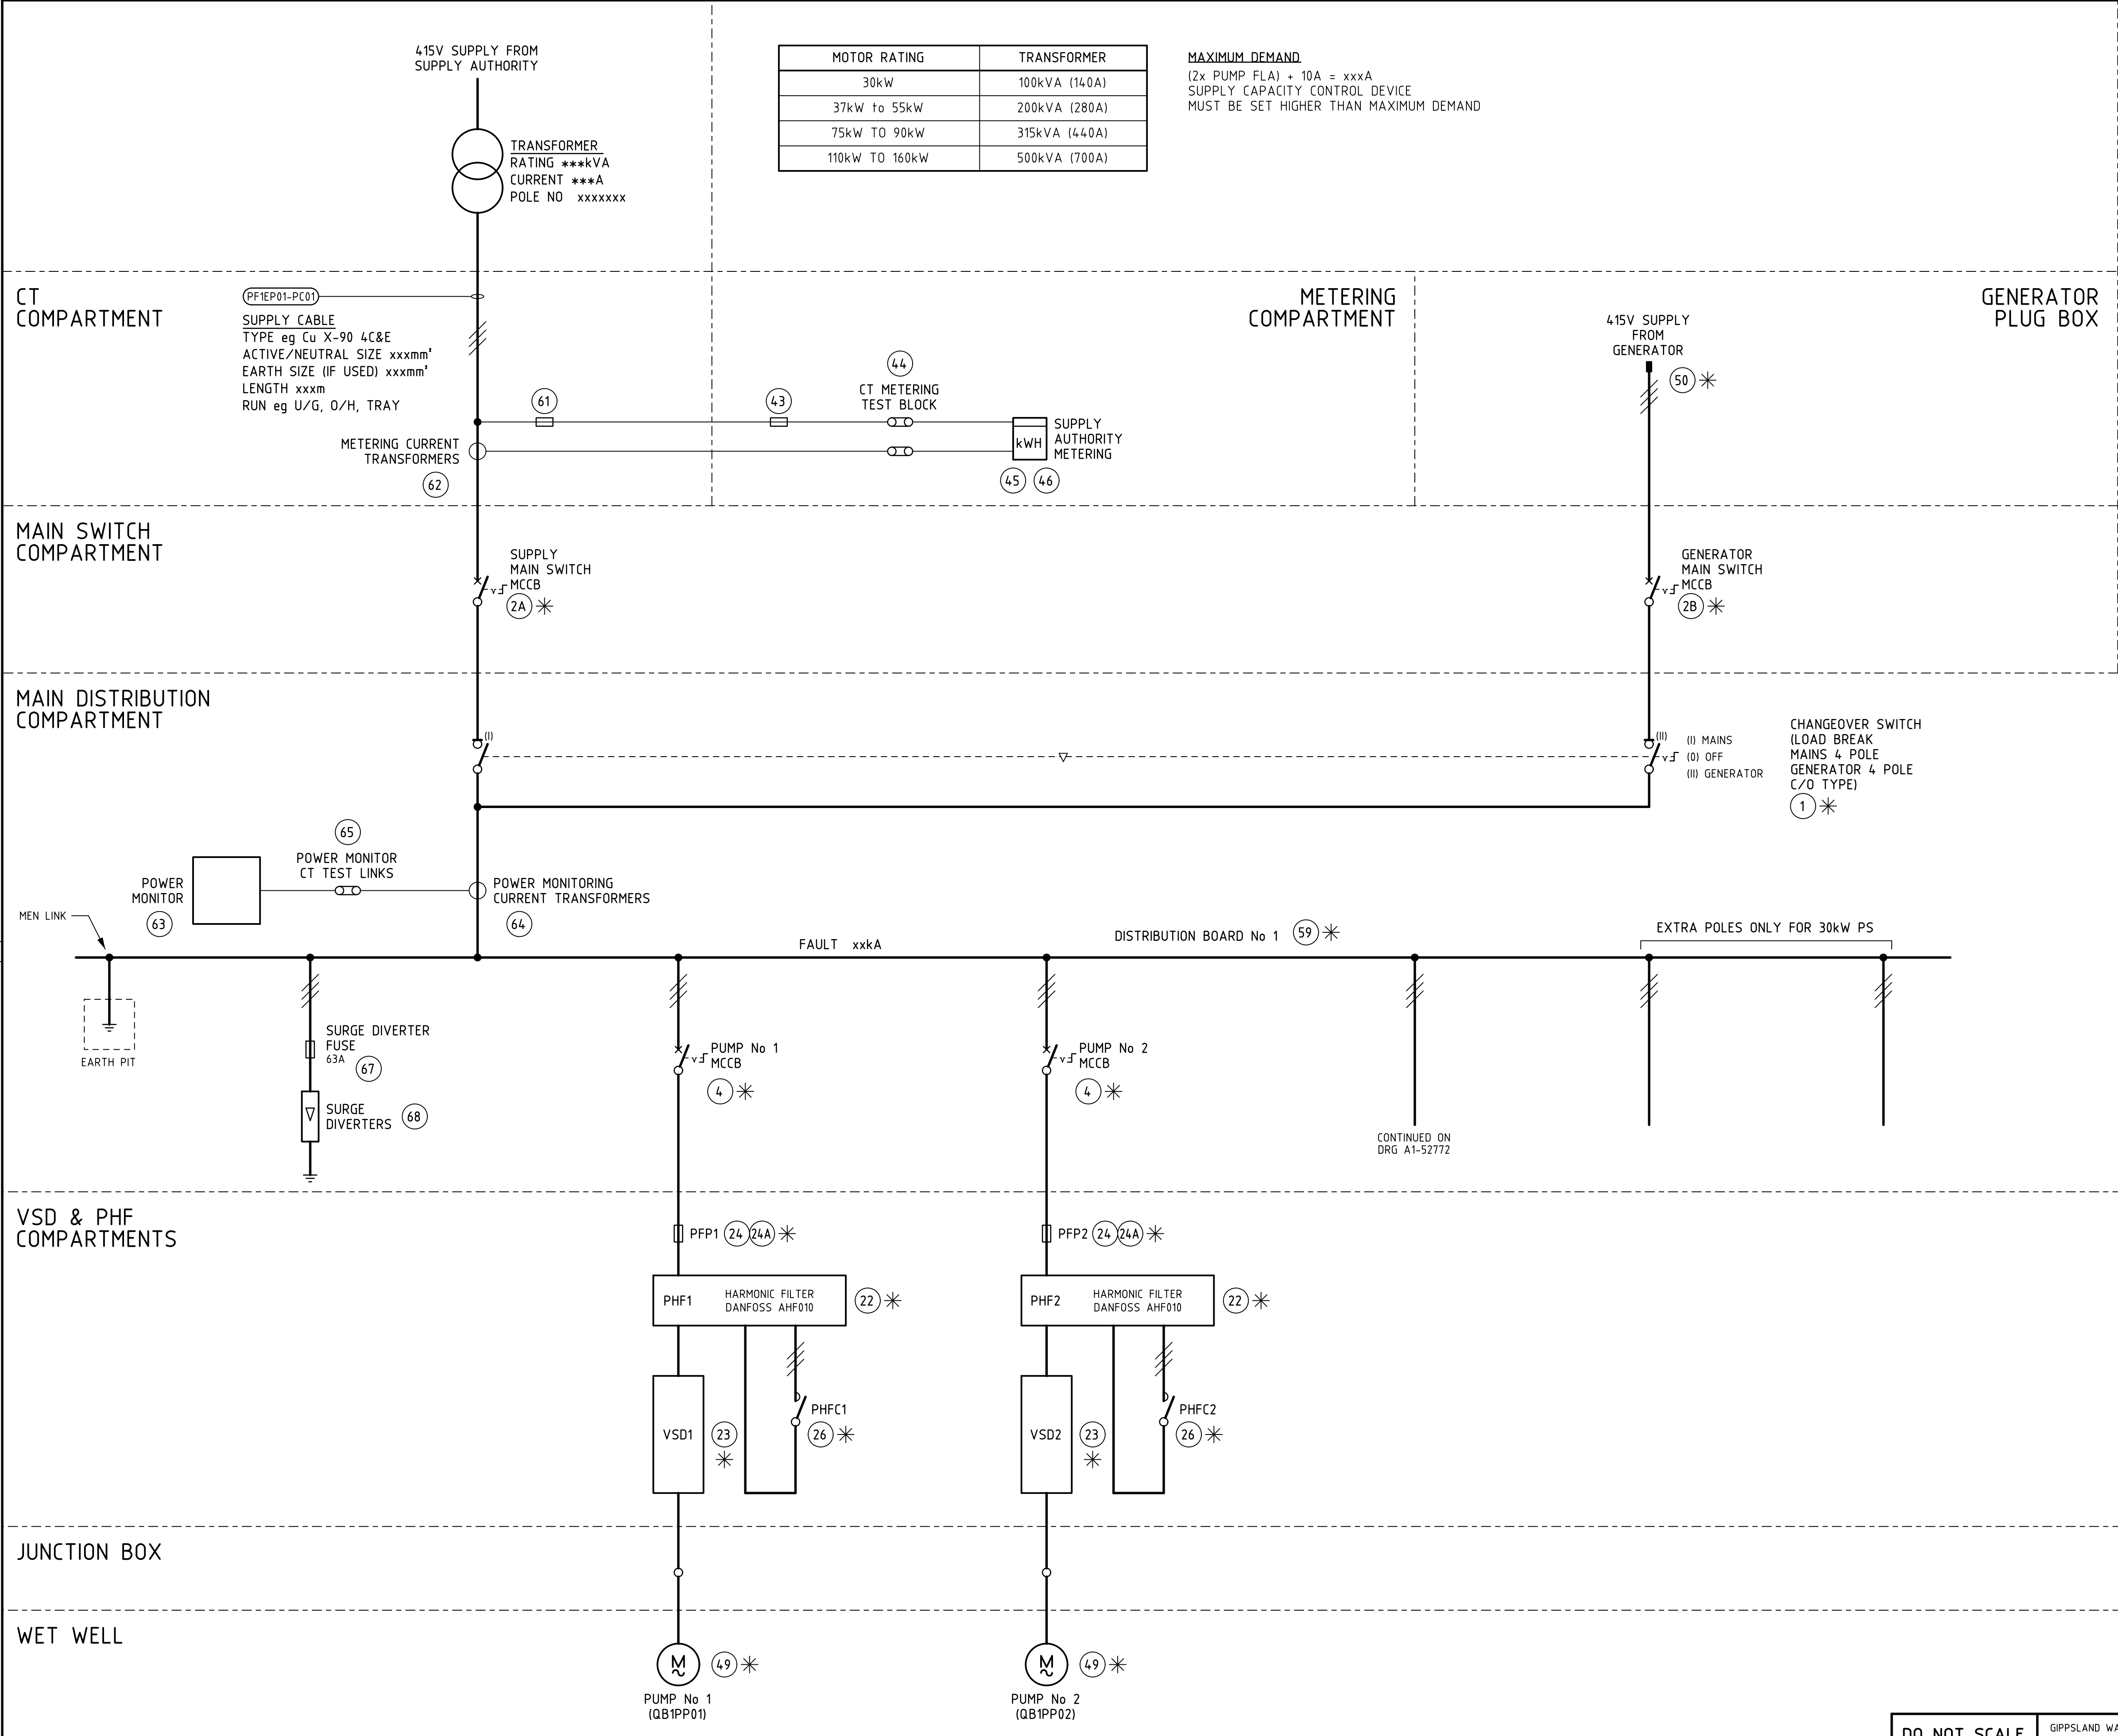 415V SUPPLY FROM
SUPPLY AUTHORITY
TRANSFORMER
RATING ***kVA
CURRENT ***A
POLE NO xxxxxxx
MOTOR RATING TRANSFORMER
30kW 100kVA (140A)
37kW to 55kW 200kVA (280A)
75kW TO 90kW 315kVA (440A)
110kW TO 160kW 500kVA (700A)
MAXIMUM DEMAND
(2x PUMP FLA) + 10A = xxxA
SUPPLY CAPACITY CONTROL DEVICE
MUST BE SET HIGHER THAN MAXIMUM DEMAND
CT
COMPARTMENT
PF1EP01-PC01
SUPPLY CABLE
TYPE eg Cu X-90 4C&E
ACTIVE/NEUTRAL SIZE xxxmm²
EARTH SIZE (IF USED) xxxmm²
LENGTH xxxm
RUN eg U/G, O/H, TRAY
METERING CURRENT
TRANSFORMERS
62
61
43
44
CT METERING
TEST BLOCK
kWH
SUPPLY
AUTHORITY
METERING
45 46
METERING
COMPARTMENT
GENERATOR
PLUG BOX
415V SUPPLY
FROM
GENERATOR
50
MAIN SWITCH
COMPARTMENT
SUPPLY
MAIN SWITCH
MCCB
2A
GENERATOR
MAIN SWITCH
MCCB
2B
MAIN DISTRIBUTION
COMPARTMENT
(I)
(II)
(I) MAINS
(0) OFF
(II) GENERATOR
CHANGEOVER SWITCH
(LOAD BREAK
MAINS 4 POLE
GENERATOR 4 POLE
C/O TYPE)
1
65
POWER MONITOR
CT TEST LINKS
POWER
MONITOR
63
POWER MONITORING
CURRENT TRANSFORMERS
64
MEN LINK
FAULT xxkA
DISTRIBUTION BOARD No 1 59
EXTRA POLES ONLY FOR 30kW PS
EARTH PIT
SURGE DIVERTER
FUSE
63A
67
SURGE
DIVERTERS
68
PUMP No 1
MCCB
4
PUMP No 2
MCCB
4
CONTINUED ON
DRG A1-52772
VSD & PHF
COMPARTMENTS
PFP1 24 24A
PFP2 24 24A
PHF1 HARMONIC FILTER
DANFOSS AHF010
22
PHF2 HARMONIC FILTER
DANFOSS AHF010
22
VSD1
23
PHFC1
26
VSD2
23
PHFC2
26
JUNCTION BOX
WET WELL
M
49
PUMP No 1
(QB1PP01)
M
49
PUMP No 2
(QB1PP02)
DO NOT SCALE
GIPPSLAND WA